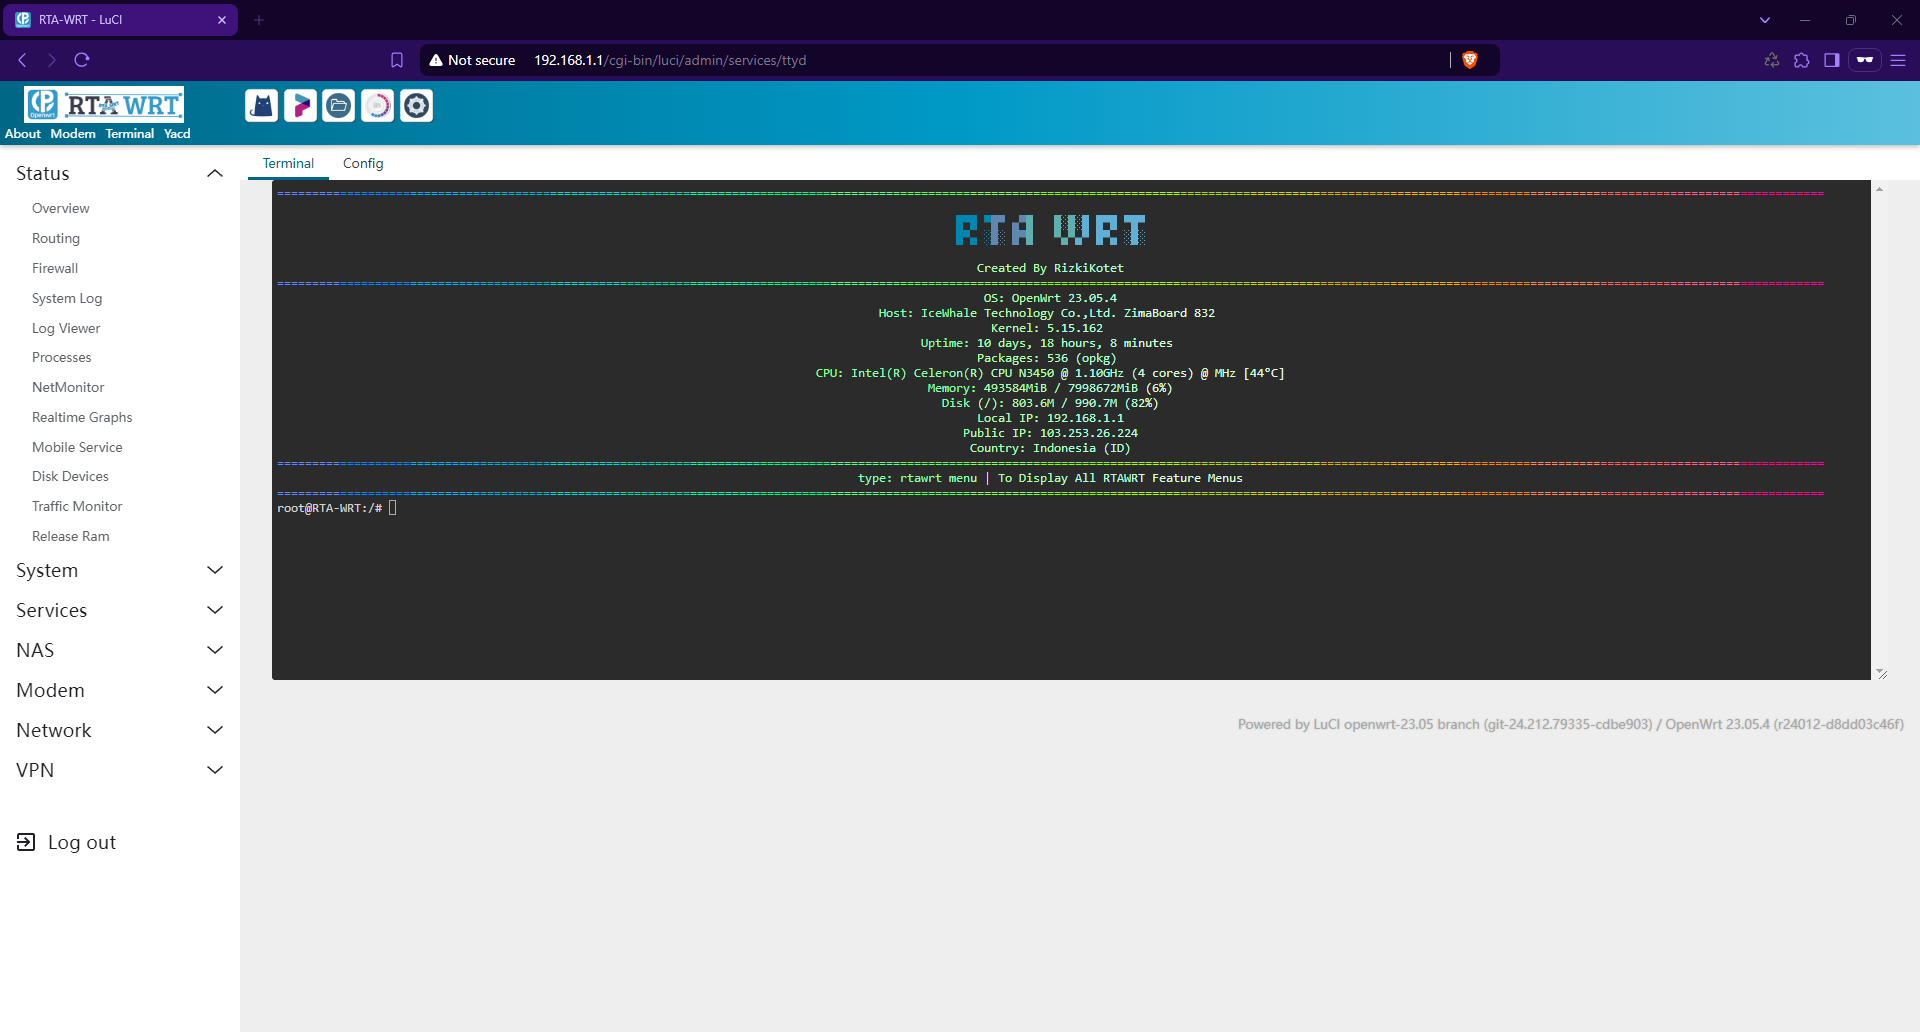 RTA-WRT - LuCI
Not secure 192.168.1.1/cgi-bin/luci/admin/services/ttyd
Openwrt
RTA WRT
About Modem Terminal Yacd
Terminal Config
Status
Overview
Routing
Firewall
System Log
Log Viewer
Processes
NetMonitor
Realtime Graphs
Mobile Service
Disk Devices
Traffic Monitor
Release Ram
System
Services
NAS
Modem
Network
VPN
Log out
RTA WRT
Created By RizkiKotet
OS: OpenWrt 23.05.4
Host: IceWhale Technology Co.,Ltd. ZimaBoard 832
Kernel: 5.15.162
Uptime: 10 days, 18 hours, 8 minutes
Packages: 536 (opkg)
CPU: Intel(R) Celeron(R) CPU N3450 @ 1.10GHz (4 cores) @ MHz [44°C]
Memory: 493584MiB / 7998672MiB (6%)
Disk (/): 803.6M / 990.7M (82%)
Local IP: 192.168.1.1
Public IP: 103.253.26.224
Country: Indonesia (ID)
type: rtawrt menu | To Display All RTAWRT Feature Menus
root@RTA-WRT:/#
Powered by LuCI openwrt-23.05 branch (git-24.212.79335-cdbe903) / OpenWrt 23.05.4 (r24012-d8dd03c46f)